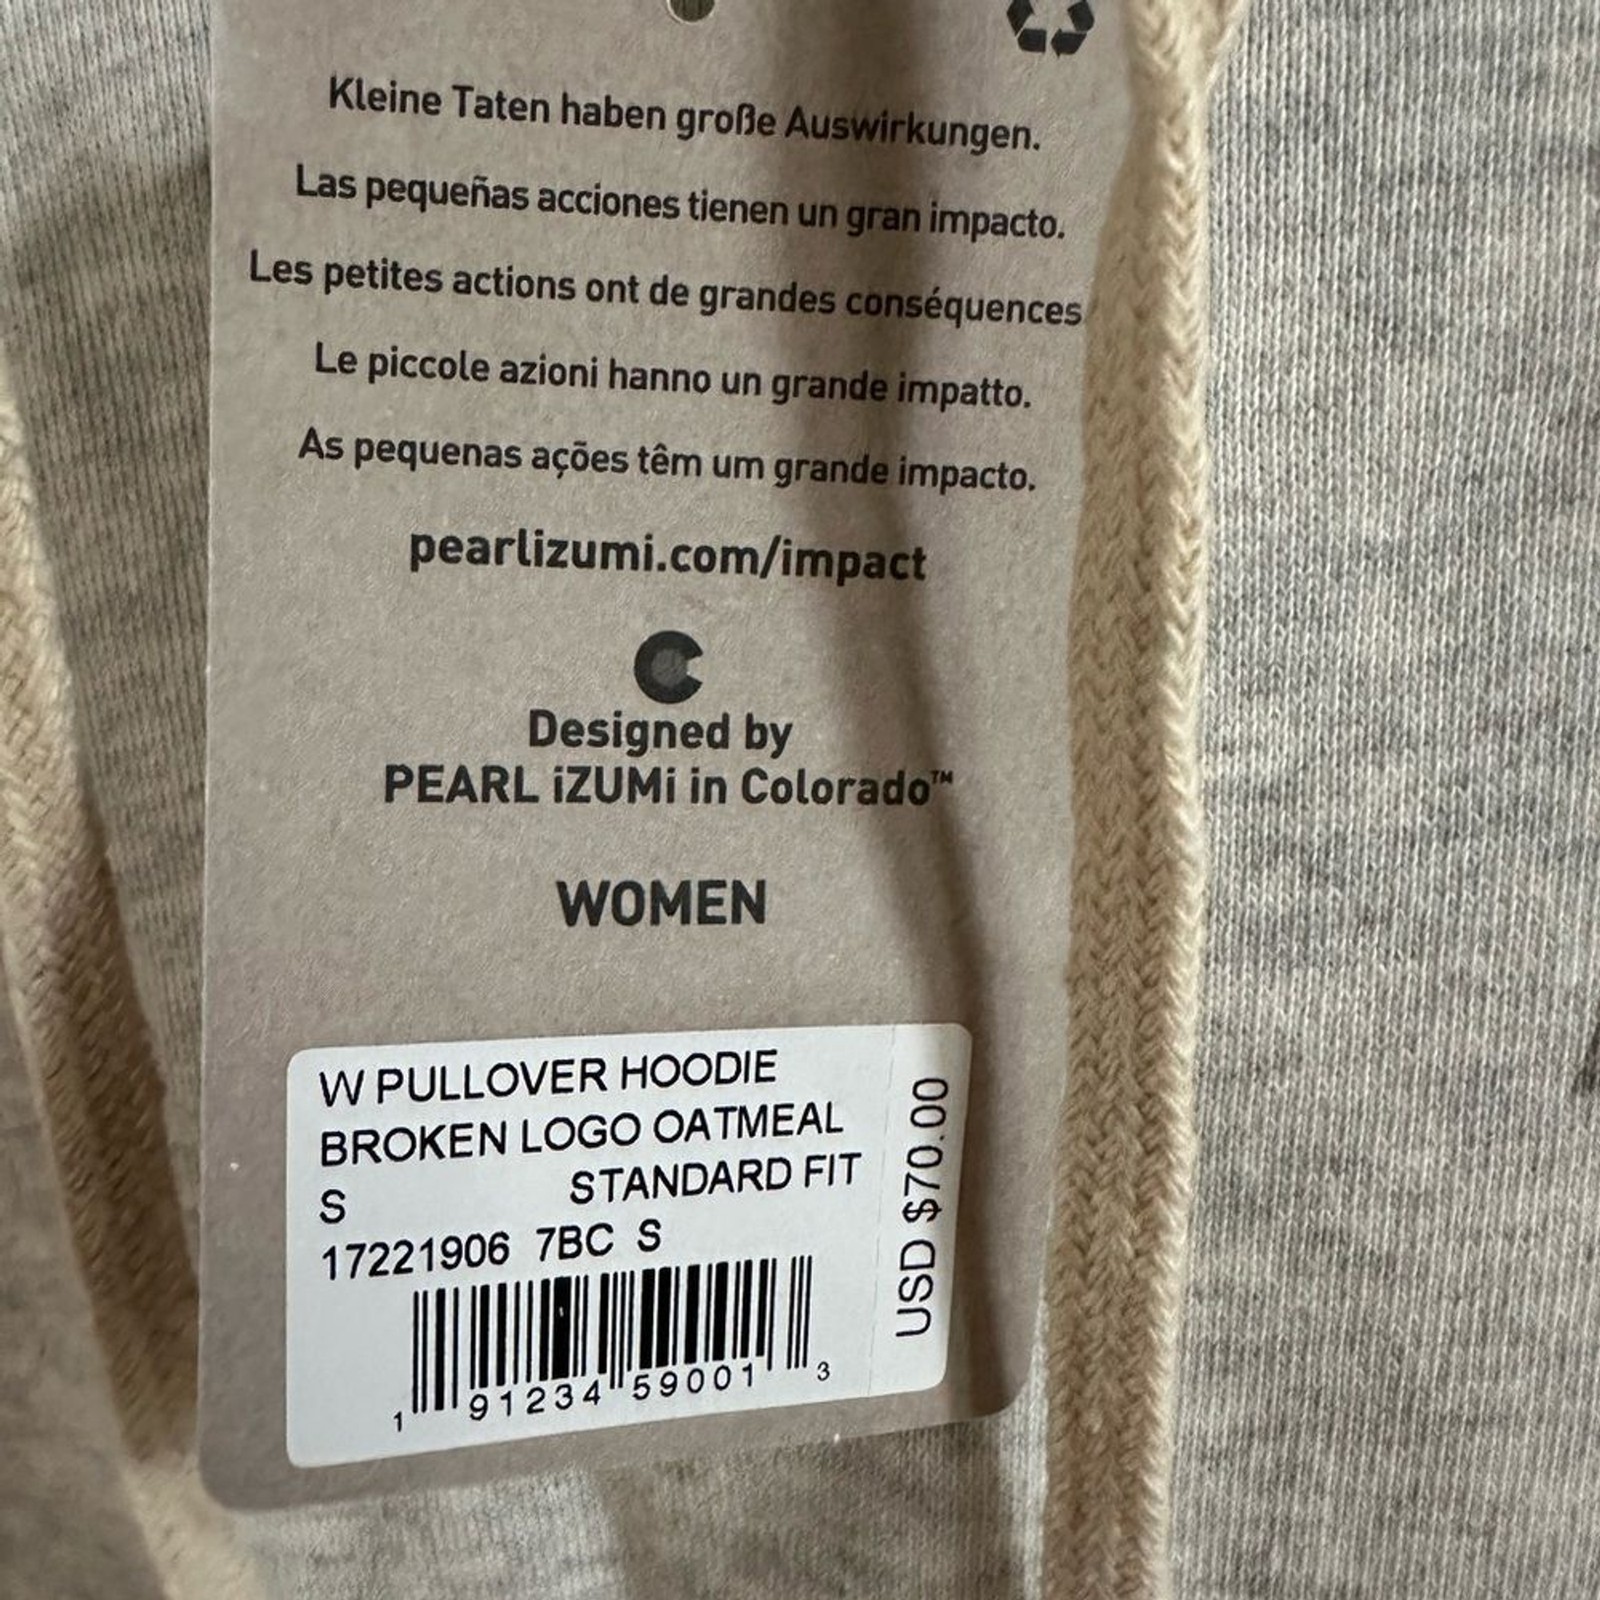 Kleine Taten haben große Auswirkungen.
Las pequeñas acciones tienen un gran impacto.
Les petites actions ont de grandes conséquences
Le piccole azioni hanno un grande impatto.
As pequenas ações têm um grande impacto.
pearlizumi.com/impact
Designed by
PEARL iZUMi in Colorado™
WOMEN
W PULLOVER HOODIE
BROKEN LOGO OATMEAL
S STANDARD FIT
17221906 7BC S
1 91234 59001 3
USD $70.00